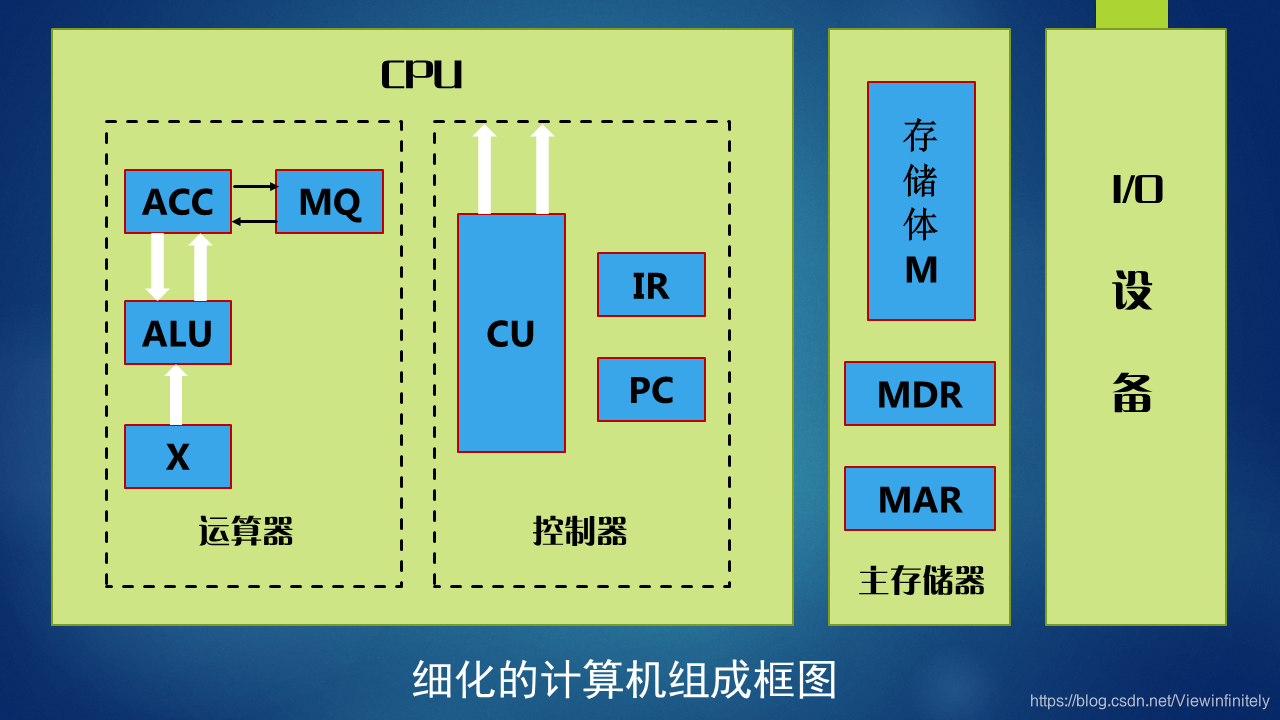 CPU
ACC
MQ
ALU
X
运算器
CU
IR
PC
控制器
存
储
体
M
MDR
MAR
主存储器
I/O
设
备
细化的计算机组成框图
https://blog.csdn.net/Viewinfinitely